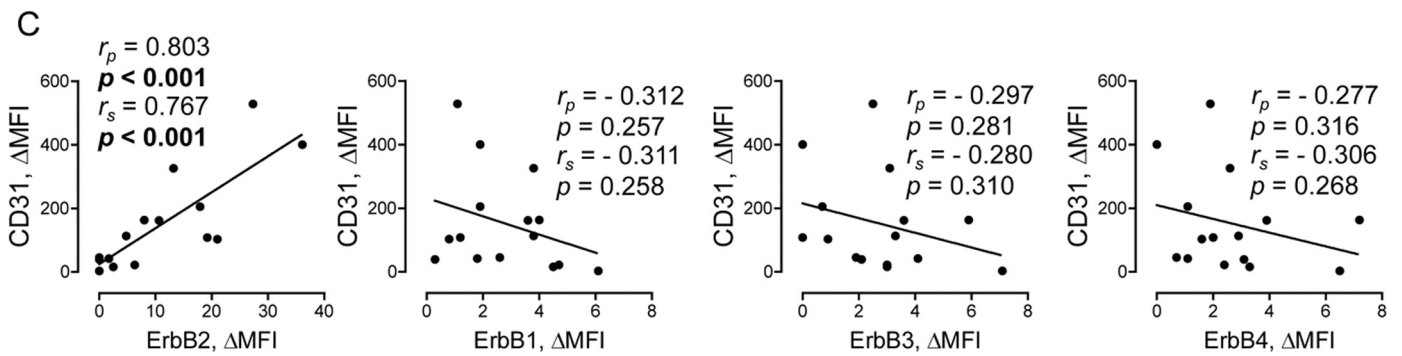 C
r_p = 0.803
p < 0.001
r_s = 0.767
p < 0.001
CD31, ΔMFI
600
400
200
0
0 10 20 30 40
ErbB2, ΔMFI
r_p = - 0.312
p = 0.257
r_s = - 0.311
p = 0.258
CD31, ΔMFI
600
400
200
0
0 2 4 6 8
ErbB1, ΔMFI
r_p = - 0.297
p = 0.281
r_s = - 0.280
p = 0.310
CD31, ΔMFI
600
400
200
0
0 2 4 6 8
ErbB3, ΔMFI
r_p = - 0.277
p = 0.316
r_s = - 0.306
p = 0.268
CD31, ΔMFI
600
400
200
0
0 2 4 6 8
ErbB4, ΔMFI